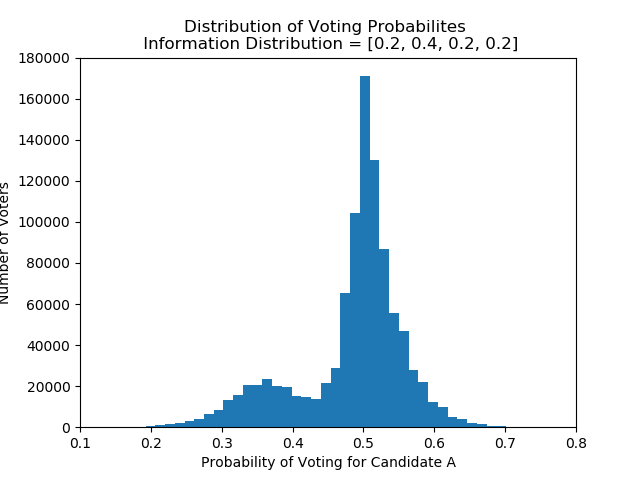 Distribution of Voting Probabilites
Information Distribution = [0.2, 0.4, 0.2, 0.2]
180000
160000
140000
120000
100000
80000
60000
40000
20000
0
Number of Voters
0.1 0.2 0.3 0.4 0.5 0.6 0.7 0.8
Probability of Voting for Candidate A